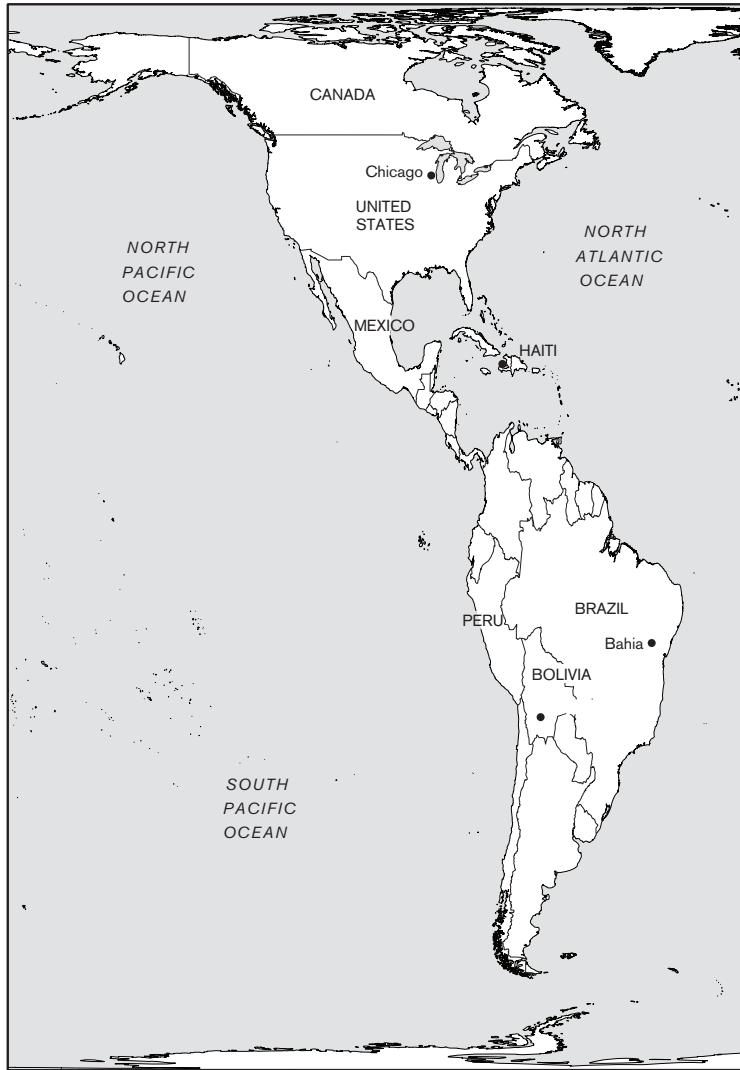 CANADA
Chicago
UNITED
STATES
NORTH
PACIFIC
OCEAN
NORTH
ATLANTIC
OCEAN
MEXICO
HAITI
PERU
BRAZIL
Bahia
BOLIVIA
SOUTH
PACIFIC
OCEAN